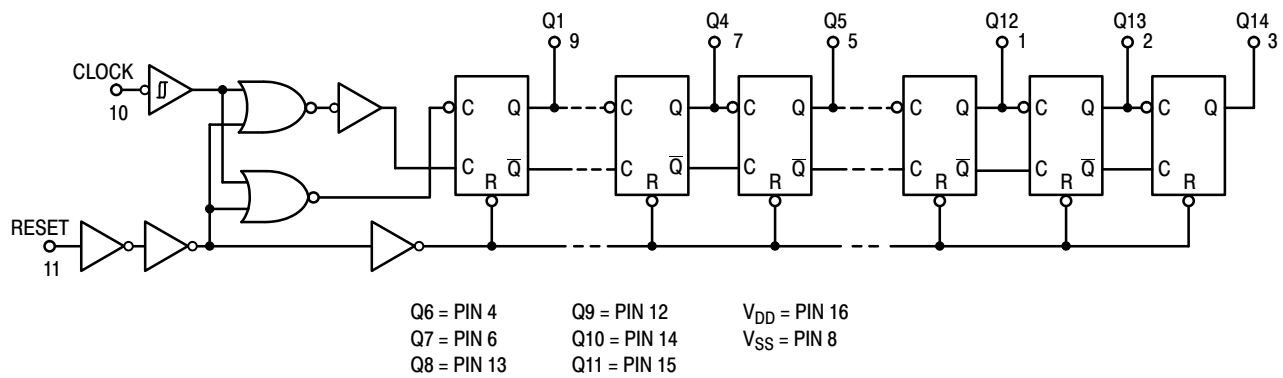 Q1 Q4 Q5 Q12 Q13 Q14
9 7 5 1 2 3
CLOCK
10
C Q C Q C Q C Q C Q C Q
C Q̅ C Q̅ C Q̅ C Q̅ C Q̅ C
R R R R R R
RESET
11
Q6 = PIN 4 Q9 = PIN 12 V_DD = PIN 16
Q7 = PIN 6 Q10 = PIN 14 V_SS = PIN 8
Q8 = PIN 13 Q11 = PIN 15